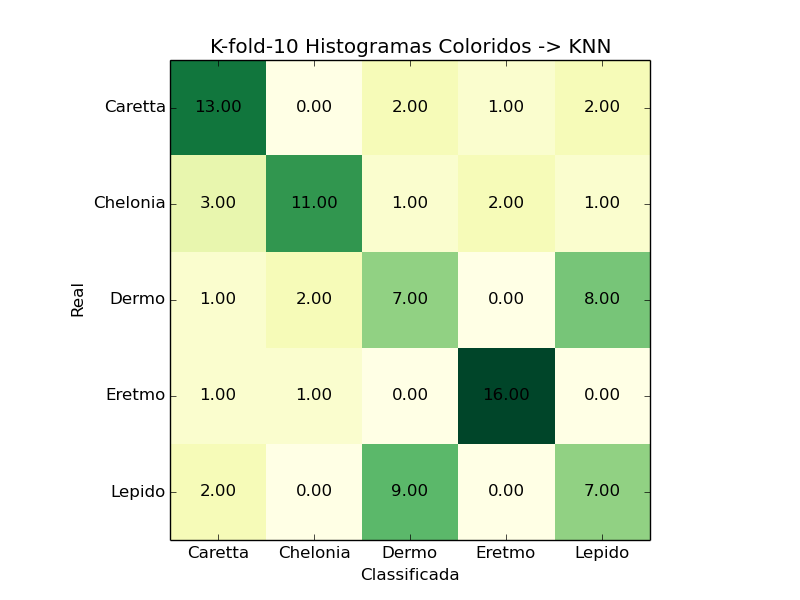 K-fold-10 Histogramas Coloridos -> KNN
Real
Caretta 13.00 0.00 2.00 1.00 2.00
Chelonia 3.00 11.00 1.00 2.00 1.00
Dermo 1.00 2.00 7.00 0.00 8.00
Eretmo 1.00 1.00 0.00 16.00 0.00
Lepido 2.00 0.00 9.00 0.00 7.00
Caretta Chelonia Dermo Eretmo Lepido
Classificada